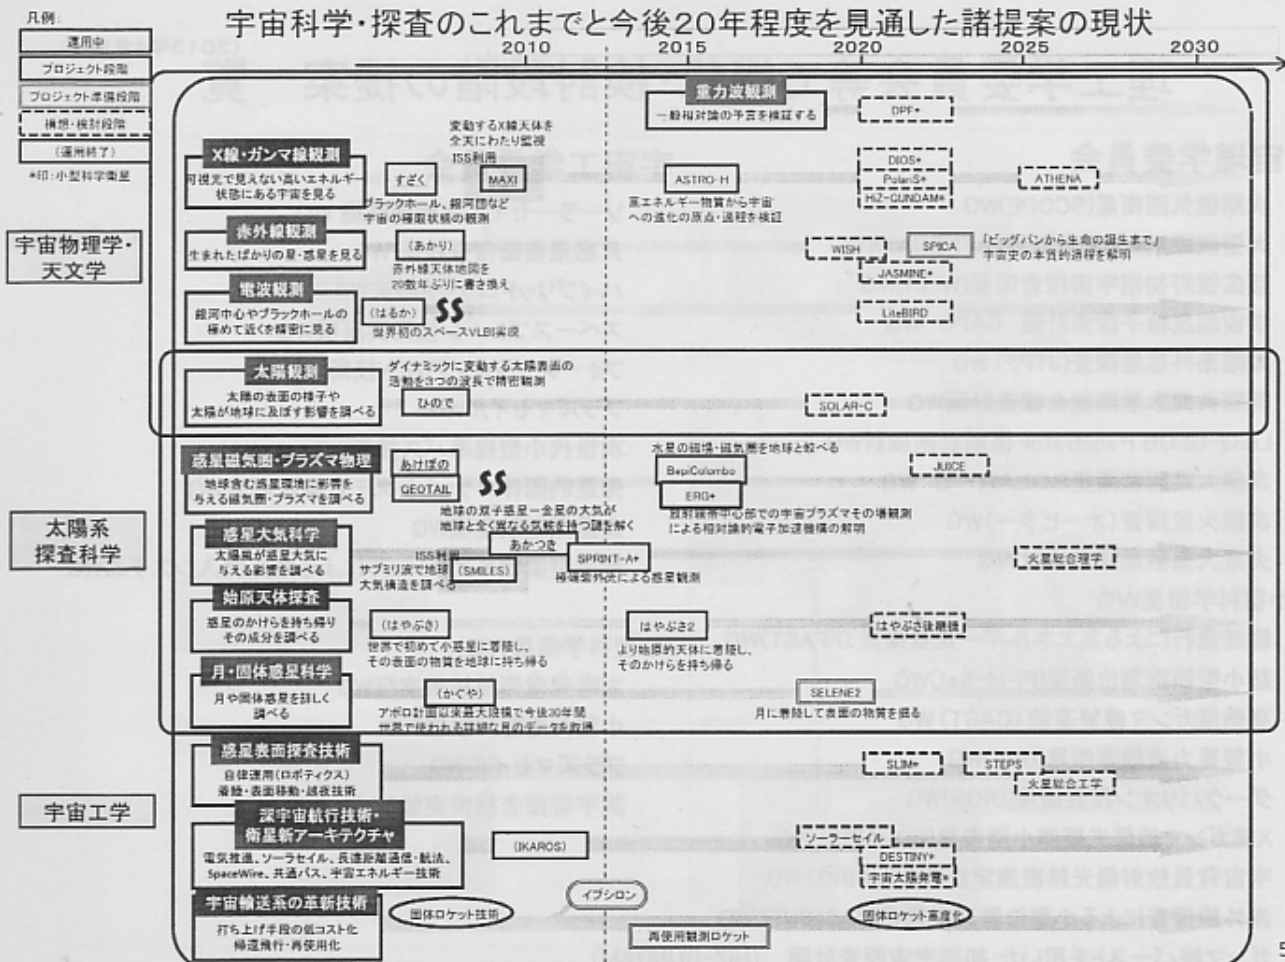 宇宙科学・探査のこれまでと今後20年程度を見通した諸提案の現状
凡例:
運用中
プロジェクト段階
プロジェクト準備段階
構想・検討段階
(運用終了)
*印:小型科学衛星
2010
2015
2020
2025
2030
宇宙物理学・
天文学
重力波観測
一般相対論の予言を検証する
DPF*
X線・ガンマ線観測
可視光で見えない高いエネルギー
状態にある宇宙を見る
すざく
ブラックホール、銀河団など
宇宙の極限状態の観測
変動するX線天体を
全天にわたり監視
ISS利用
MAXI
ASTRO-H
高エネルギー物質から宇宙
への進化の原点・過程を検証
DIOS*
PolariS*
HiZ-GUNDAM*
ATHENA
赤外線観測
生まれたばかりの星・惑星を見る
(あかり)
赤外線天体地図を
20数年ぶりに書き換え
WISH
SPICA
「ビッグバンから生命の誕生まで」
宇宙史の本質的過程を解明
JASMINE*
電波観測
銀河中心やブラックホールの
極めて近くを精密に見る
(はるか)
世界初のスペースVLBI実現
LiteBIRD
太陽観測
太陽の表面の様子や
太陽が地球に及ぼす影響を調べる
ダイナミックに変動する太陽表面の
活動を3つの波長で精密観測
ひので
SOLAR-C
太陽系
探査科学
惑星磁気圏・プラズマ物理
地球含む惑星環境に影響を
与える磁気圏・プラズマを調べる
あけぼの
GEOTAIL
水星の磁場・磁気圏を地球と較べる
BepiColombo
ERG*
放射線帯中心部での宇宙プラズマその場観測
による相対論的電子加速機構の解明
JUICE
惑星大気科学
太陽風が惑星大気に
与える影響を調べる
地球の双子惑星ー金星の大気が
地球と全く異なる気候を持つ謎を解く
あかつき
ISS利用
サブミリ波で地球
大気構造を調べる
(SMILES)
SPRINT-A*
極端紫外光による惑星観測
火星総合理学
始原天体探査
惑星のかけらを持ち帰り
その成分を調べる
(はやぶさ)
世界で初めて小惑星に着陸し、
その表面の物質を地球に持ち帰る
はやぶさ2
より始原的天体に着陸し、
そのかけらを持ち帰る
はやぶさ後継機
月・固体惑星科学
月や固体惑星を詳しく
調べる
(かぐや)
アポロ計画以来最大規模で今後30年間
世界で使われる詳細な月のデータを取得
SELENE2
月に着陸して表面の物質を掘る
宇宙工学
惑星表面探査技術
自律運用(ロボティクス)
着陸・表面移動・越夜技術
SLIM*
STEPS
火星総合工学
深宇宙航行技術・
衛星新アーキテクチャ
電気推進、ソーラセイル、長遠距離通信・航法、
SpaceWire、共通バス、宇宙エネルギー技術
(IKAROS)
ソーラーセイル
DESTINY*
宇宙太陽発電*
宇宙輸送系の革新技術
打ち上げ手段の低コスト化
帰還飛行・再使用化
固体ロケット技術
イプシロン
固体ロケット高度化
再使用観測ロケット
5